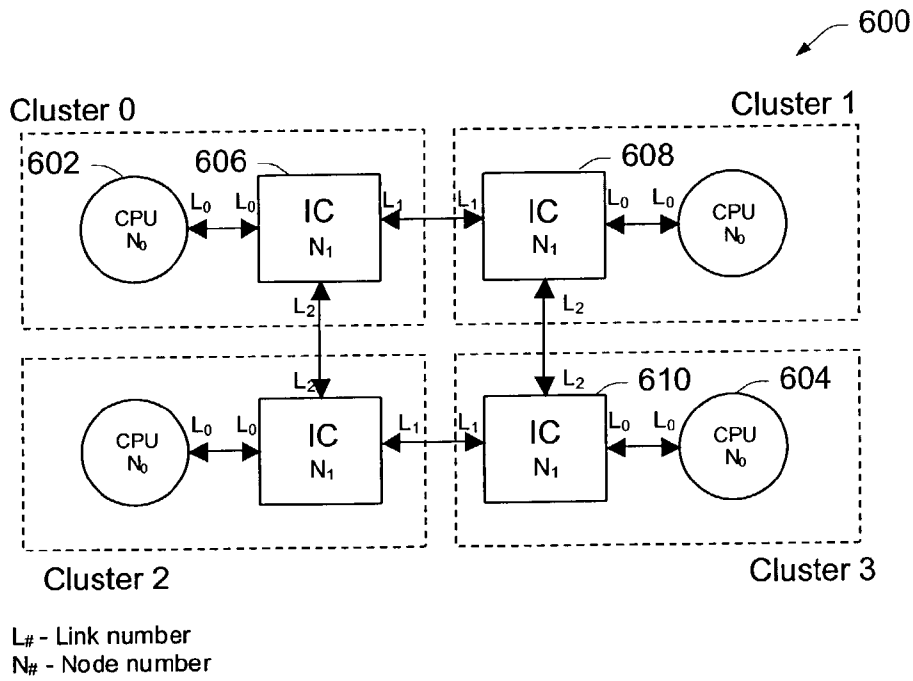 600
Cluster 0
Cluster 1
602
606
608
CPU
N₀
L₀
L₀
IC
N₁
L₁
L₁
IC
N₁
L₀
L₀
CPU
N₀
L₂
L₂
L₂
L₂
610
604
CPU
N₀
L₀
L₀
IC
N₁
L₁
L₁
IC
N₁
L₀
L₀
CPU
N₀
Cluster 2
Cluster 3
L# - Link number
N# - Node number